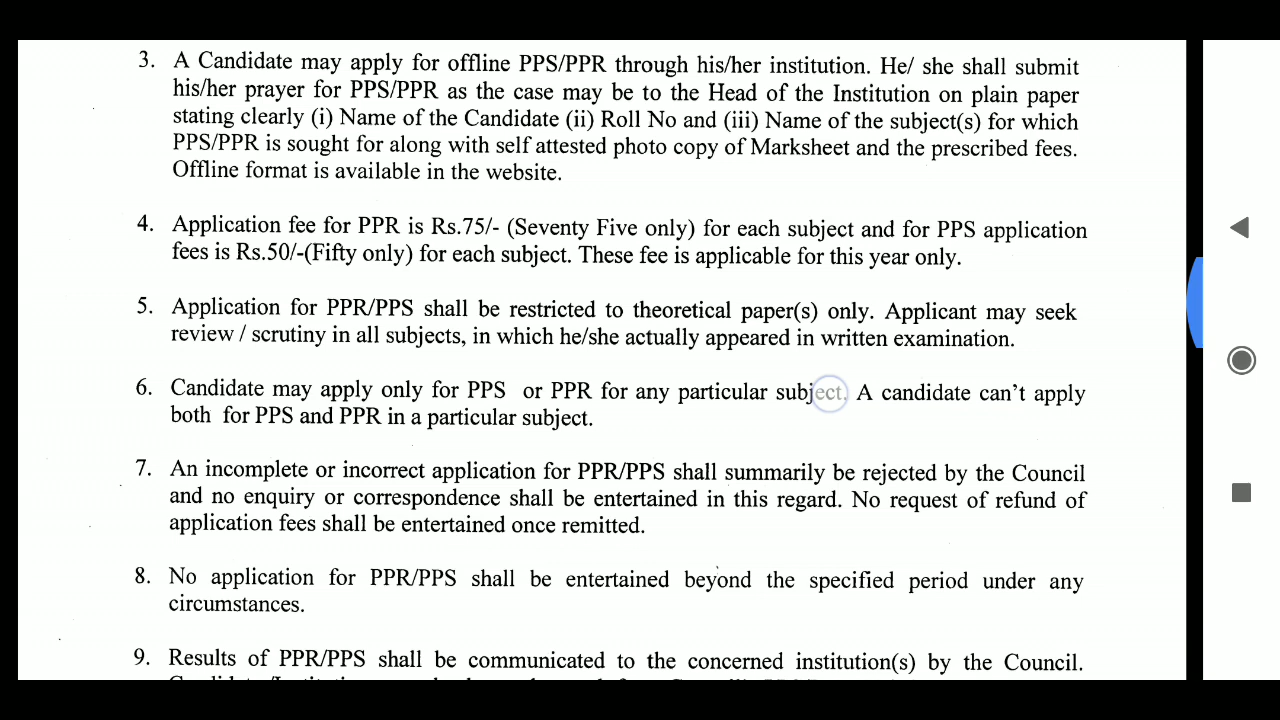 3. A Candidate may apply for offline PPS/PPR through his/her institution. He/ she shall submit
his/her prayer for PPS/PPR as the case may be to the Head of the Institution on plain paper
stating clearly (i) Name of the Candidate (ii) Roll No and (iii) Name of the subject(s) for which
PPS/PPR is sought for along with self attested photo copy of Marksheet and the prescribed fees.
Offline format is available in the website.
4. Application fee for PPR is Rs.75/- (Seventy Five only) for each subject and for PPS application
fees is Rs.50/-(Fifty only) for each subject. These fee is applicable for this year only.
5. Application for PPR/PPS shall be restricted to theoretical paper(s) only. Applicant may seek
review / scrutiny in all subjects, in which he/she actually appeared in written examination.
6. Candidate may apply only for PPS or PPR for any particular subject. A candidate can't apply
both for PPS and PPR in a particular subject.
7. An incomplete or incorrect application for PPR/PPS shall summarily be rejected by the Council
and no enquiry or correspondence shall be entertained in this regard. No request of refund of
application fees shall be entertained once remitted.
8. No application for PPR/PPS shall be entertained beyond the specified period under any
circumstances.
9. Results of PPR/PPS shall be communicated to the concerned institution(s) by the Council.